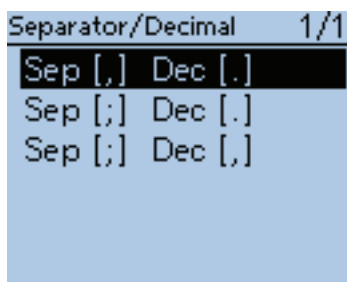 Separator/Decimal 1/1
Sep [,] Dec [.]
Sep [;] Dec [.]
Sep [;] Dec [,]